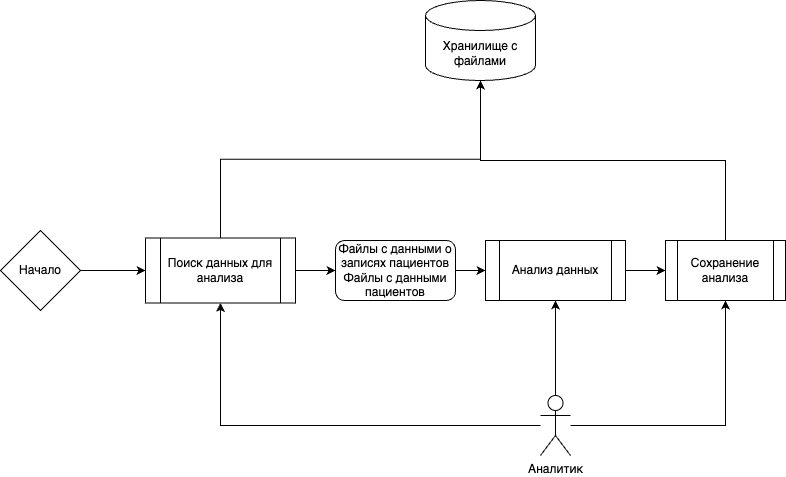 Хранилище с
файлами
Начало
Поиск данных для
анализа
Файлы с данными о
записях пациентов
Файлы с данными
пациентов
Анализ данных
Сохранение
анализа
Аналитик